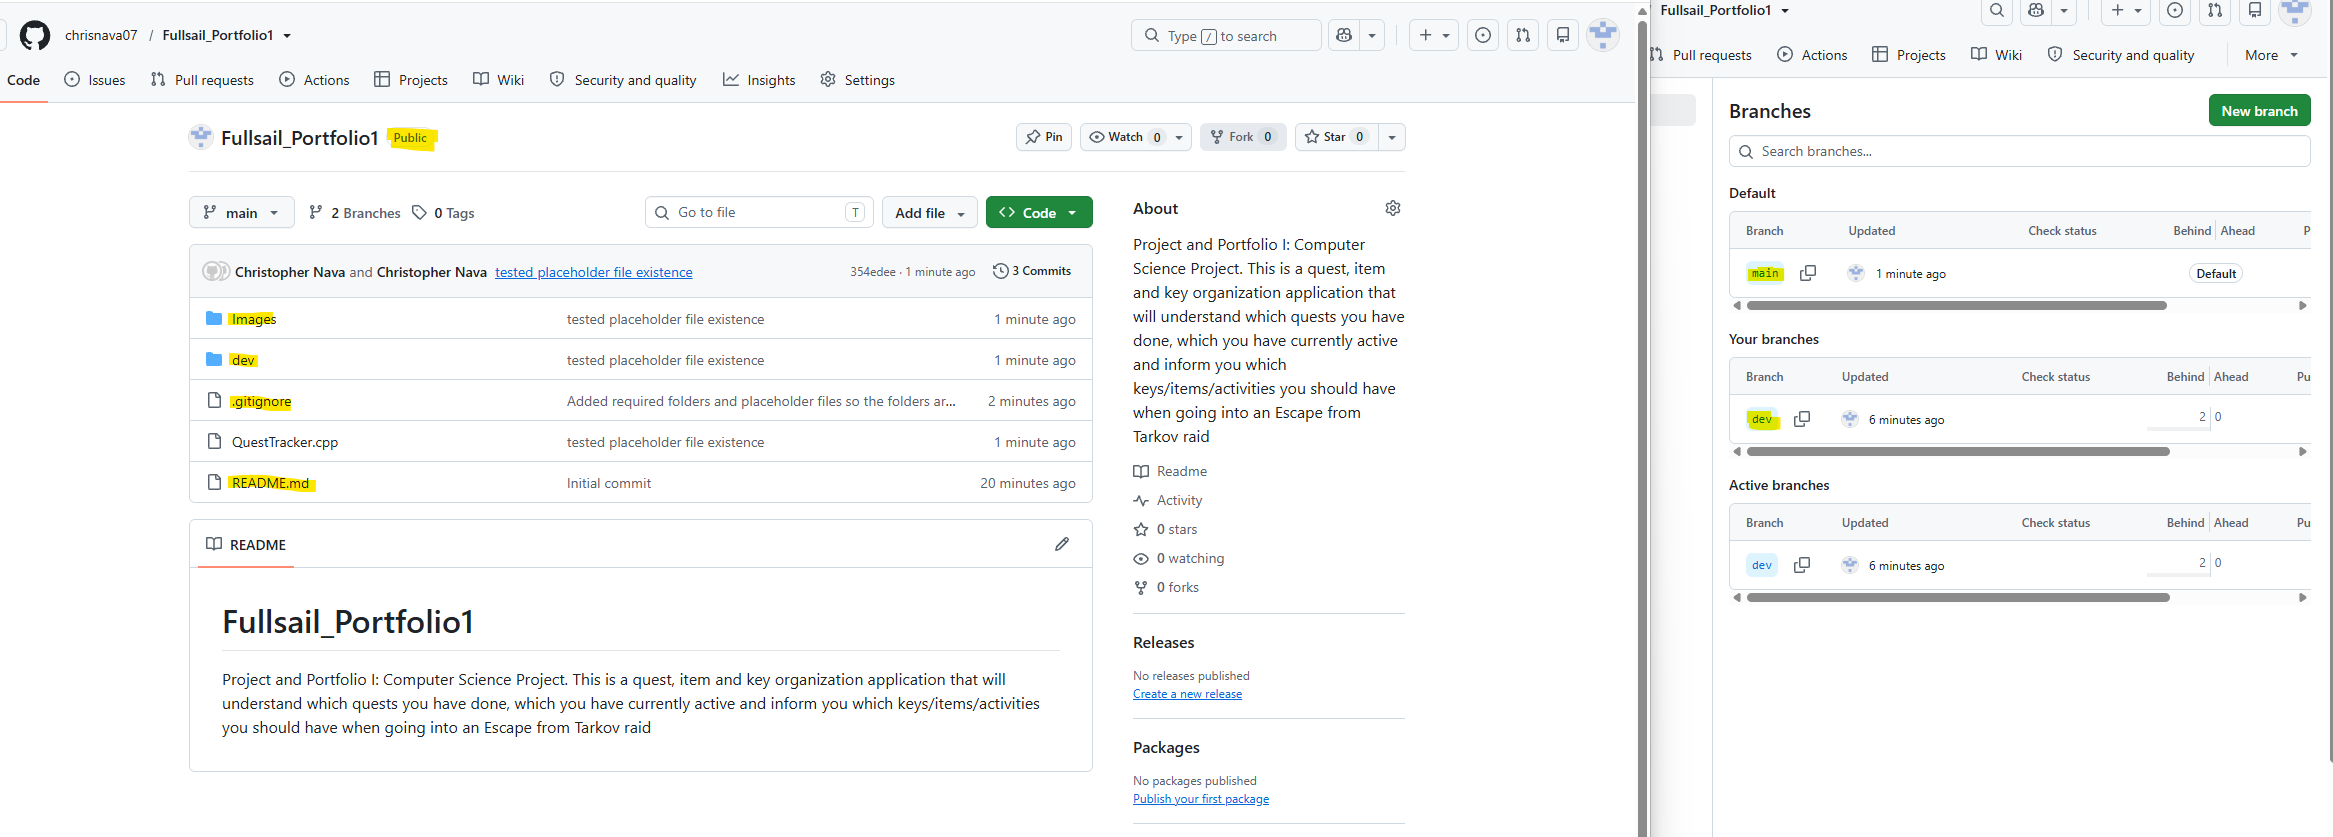 chrisnava07 / Fullsail_Portfolio1
Type / to search
Code Issues Pull requests Actions Projects Wiki Security and quality Insights Settings
Fullsail_Portfolio1 Public
Pin Watch 0 Fork 0 Star 0
main 2 Branches 0 Tags
Go to file T Add file Code
Christopher Nava and Christopher Nava tested placeholder file existence 354edee · 1 minute ago 3 Commits
Images tested placeholder file existence 1 minute ago
dev tested placeholder file existence 1 minute ago
.gitignore Added required folders and placeholder files so the folders ar... 2 minutes ago
QuestTracker.cpp tested placeholder file existence 1 minute ago
README.md Initial commit 20 minutes ago
README
Fullsail_Portfolio1
Project and Portfolio I: Computer Science Project. This is a quest, item and key organization application that will
understand which quests you have done, which you have currently active and inform you which keys/items/activities
you should have when going into an Escape from Tarkov raid
About
Project and Portfolio I: Computer
Science Project. This is a quest, item
and key organization application that
will understand which quests you have
done, which you have currently active
and inform you which
keys/items/activities you should have
when going into an Escape from
Tarkov raid
Readme
Activity
0 stars
0 watching
0 forks
Releases
No releases published
Create a new release
Packages
No packages published
Publish your first package
Fullsail_Portfolio1
Pull requests Actions Projects Wiki Security and quality More
Branches New branch
Search branches...
Default
Branch Updated Check status Behind Ahead P
main 1 minute ago Default
Your branches
Branch Updated Check status Behind Ahead Pu
dev 6 minutes ago 2 0
Active branches
Branch Updated Check status Behind Ahead Pu
dev 6 minutes ago 2 0